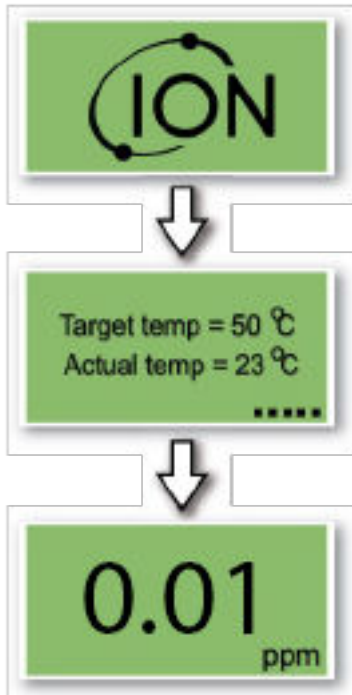 ION
Target temp = 50 °C
Actual temp = 23 °C
.....
0.01
ppm